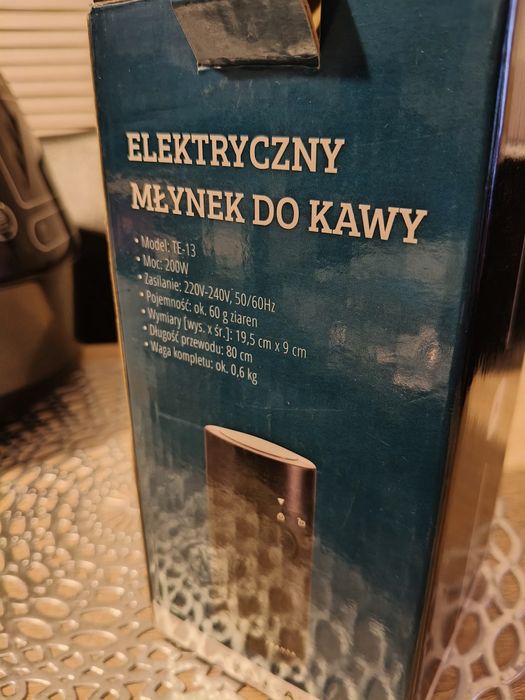 ELEKTRYCZNY
MŁYNEK DO KAWY
• Model: TE-13
• Moc: 200W
• Zasilanie: 220V-240V~50/60Hz
• Pojemność: ok. 60 g ziaren
• Wymiary [wys. x śr.]: 19,5 cm x 9 cm
• Długość przewodu: 80 cm
• Waga kompletu: ok. 0,6 kg